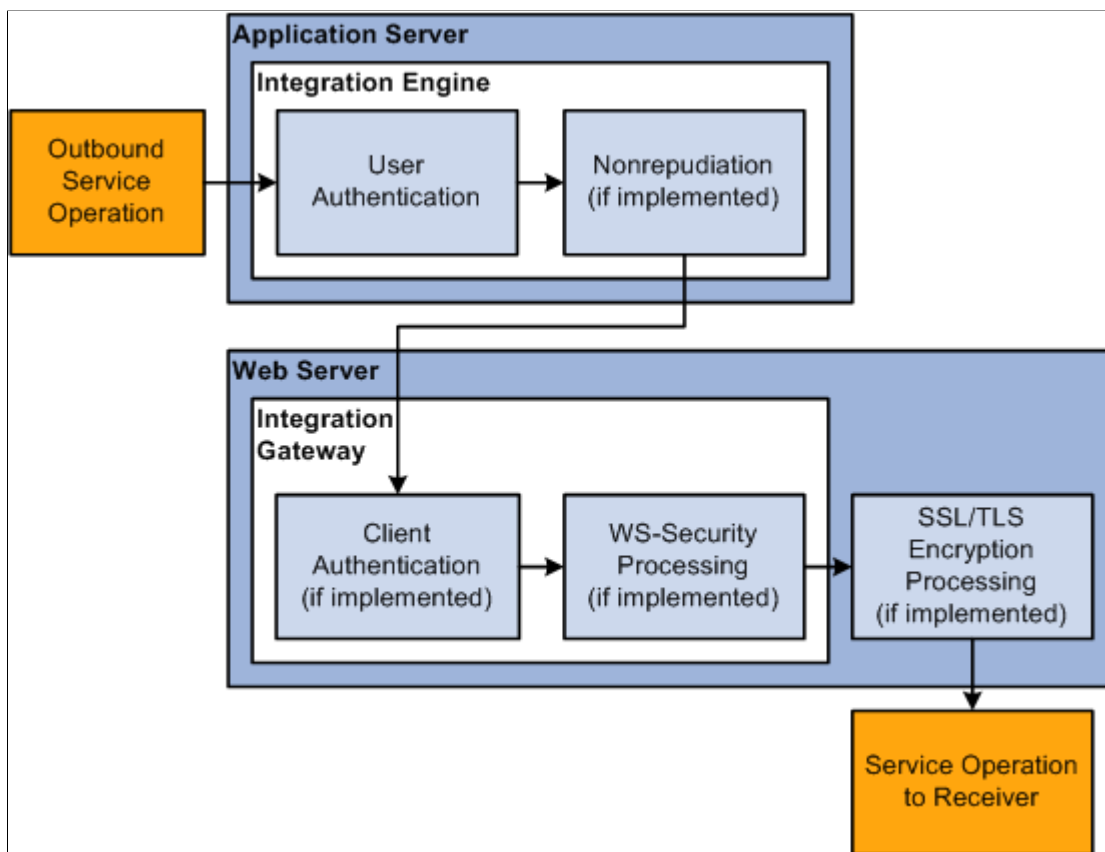 Application Server
Integration Engine
Outbound
Service
Operation
User
Authentication
Nonrepudiation
(if implemented)
Web Server
Integration
Gateway
Client
Authentication
(if implemented)
WS-Security
Processing
(if implemented)
SSL/TLS
Encryption
Processing
(if implemented)
Service Operation
to Receiver